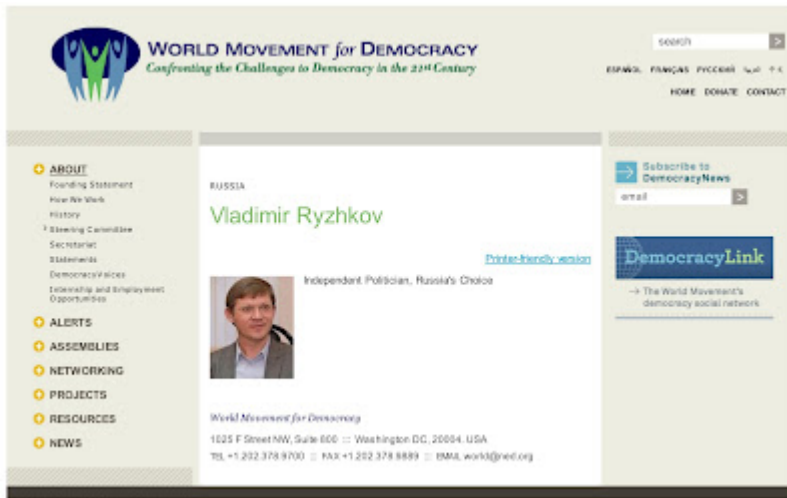 WORLD MOVEMENT for DEMOCRACY
Confronting the Challenges to Democracy in the 21st Century
search
ESPAÑOL FRANÇAIS РУССКИЙ
HOME DONATE CONTACT
ABOUT
Founding Statement
How We Work
History
Steering Committee
Secretariat
Statements
DemocracyVoices
Internship and Employment
Opportunities
ALERTS
ASSEMBLIES
NETWORKING
PROJECTS
RESOURCES
NEWS
RUSSIA
Vladimir Ryzhkov
Printer-friendly version
Independent Politician, Russia's Choice
World Movement for Democracy
1025 F Street NW, Suite 800 ::: Washington DC, 20004, USA
TEL +1.202.378.9700 ::: FAX +1.202.378.9889 ::: EMAIL world@ned.org
Subscribe to
DemocracyNews
email
DemocracyLink
→ The World Movement's
democracy social network